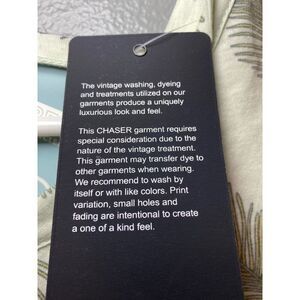 The vintage washing, dyeing
and treatments utilized on our
garments produce a uniquely
luxurious look and feel.
This CHASER garment requires
special consideration due to the
nature of the vintage treatment.
This garment may transfer dye to
other garments when wearing.
We recommend to wash by
itself or with like colors. Print
variation, small holes and
fading are intentional to create
a one of a kind feel.